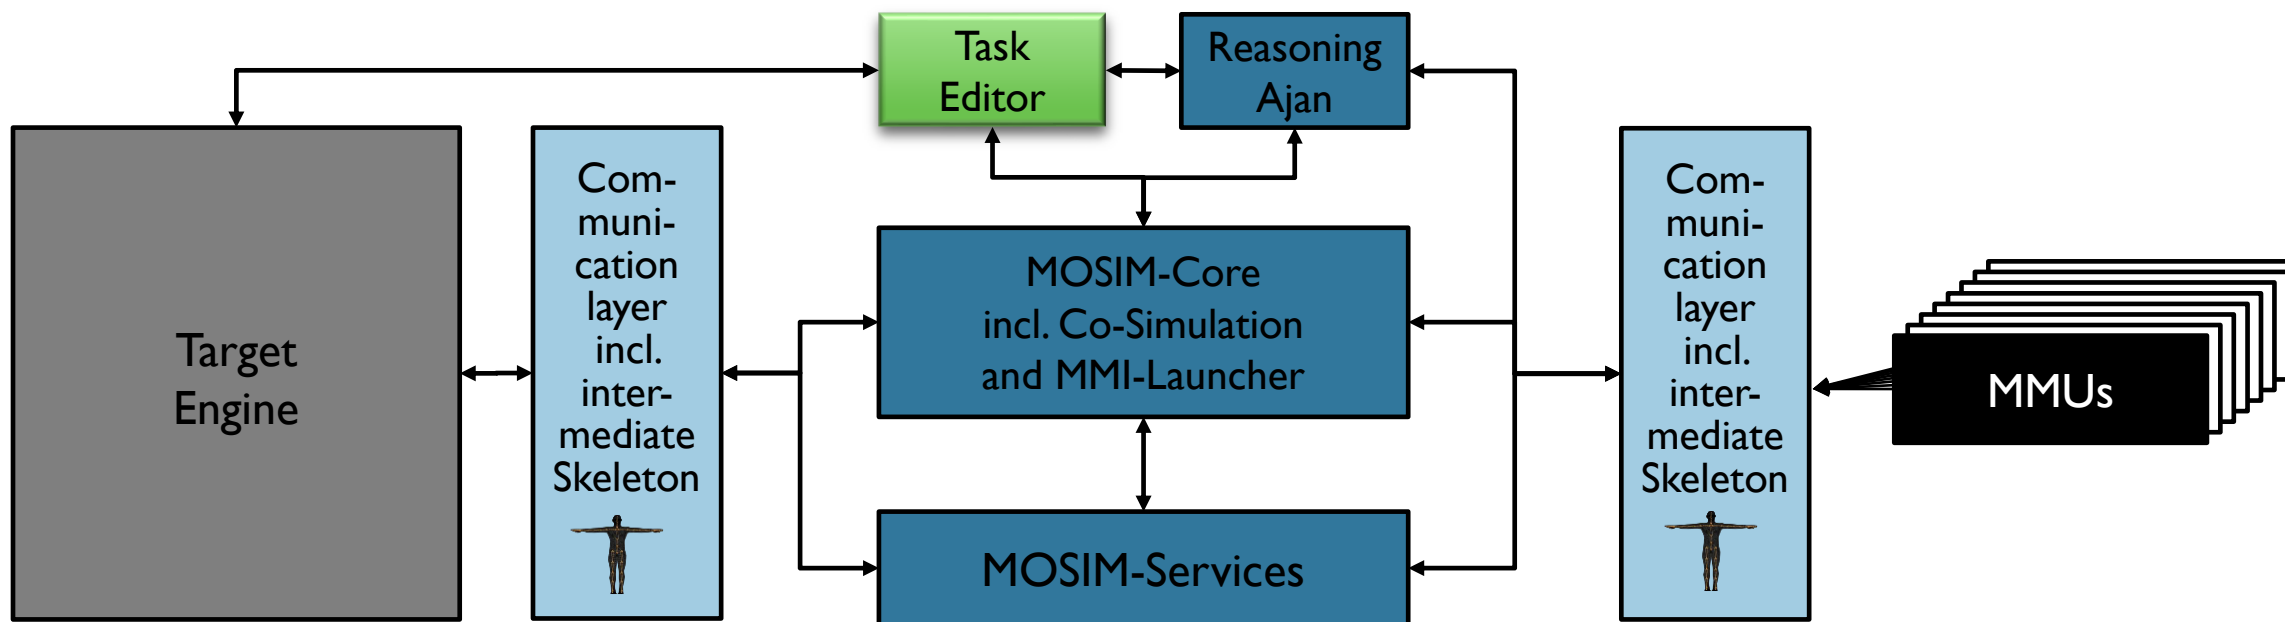 Task
Editor
Reasoning
Ajan
Target
Engine
Com-
muni-
cation
layer
incl.
inter-
mediate
Skeleton
MOSIM-Core
incl. Co-Simulation
and MMI-Launcher
MOSIM-Services
Com-
muni-
cation
layer
incl.
inter-
mediate
Skeleton
MMUs